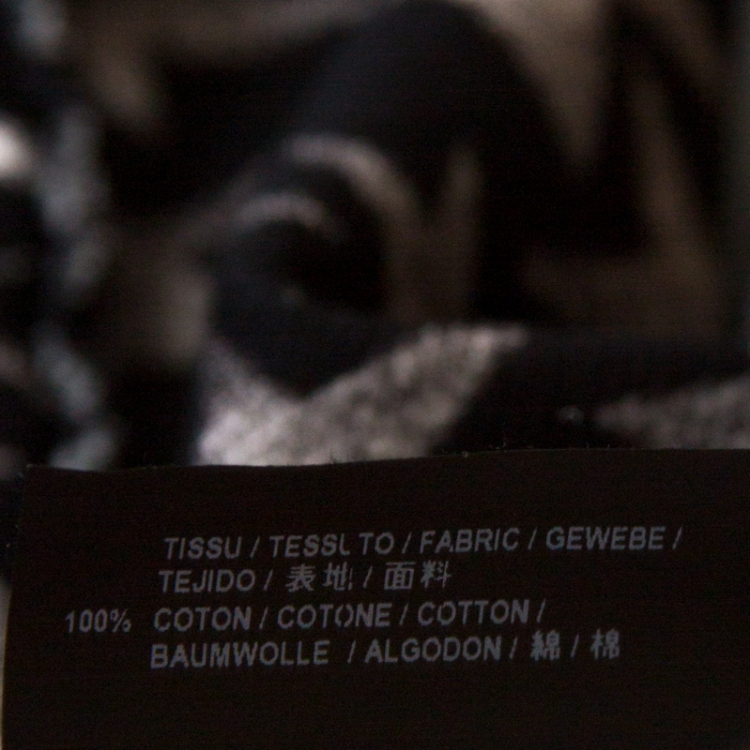 TISSU / TESSUTO / FABRIC / GEWEBE /
TEJIDO / 表地 / 面料
100% COTON / COTONE / COTTON /
BAUMWOLLE / ALGODON / 綿 / 棉